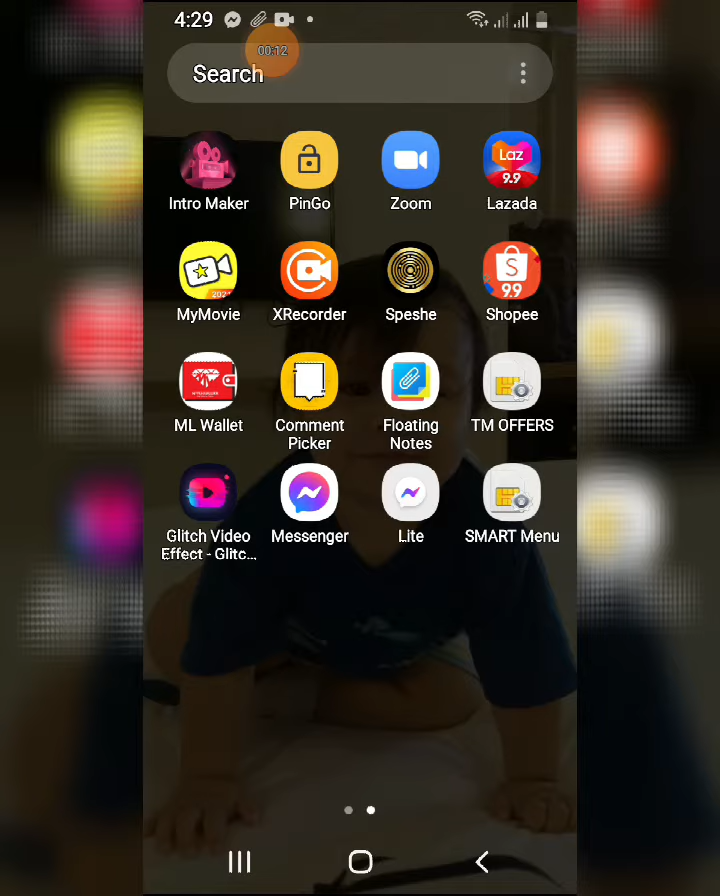 4:29
00:12
Search
Intro Maker
PinGo
Zoom
Laz
9.9
Lazada
2021
MyMovie
XRecorder
Speshe
S
9.9
Shopee
ML Wallet
Comment
Picker
Floating
Notes
TM OFFERS
Glitch Video
Effect - Glitc...
Messenger
Lite
SMART Menu